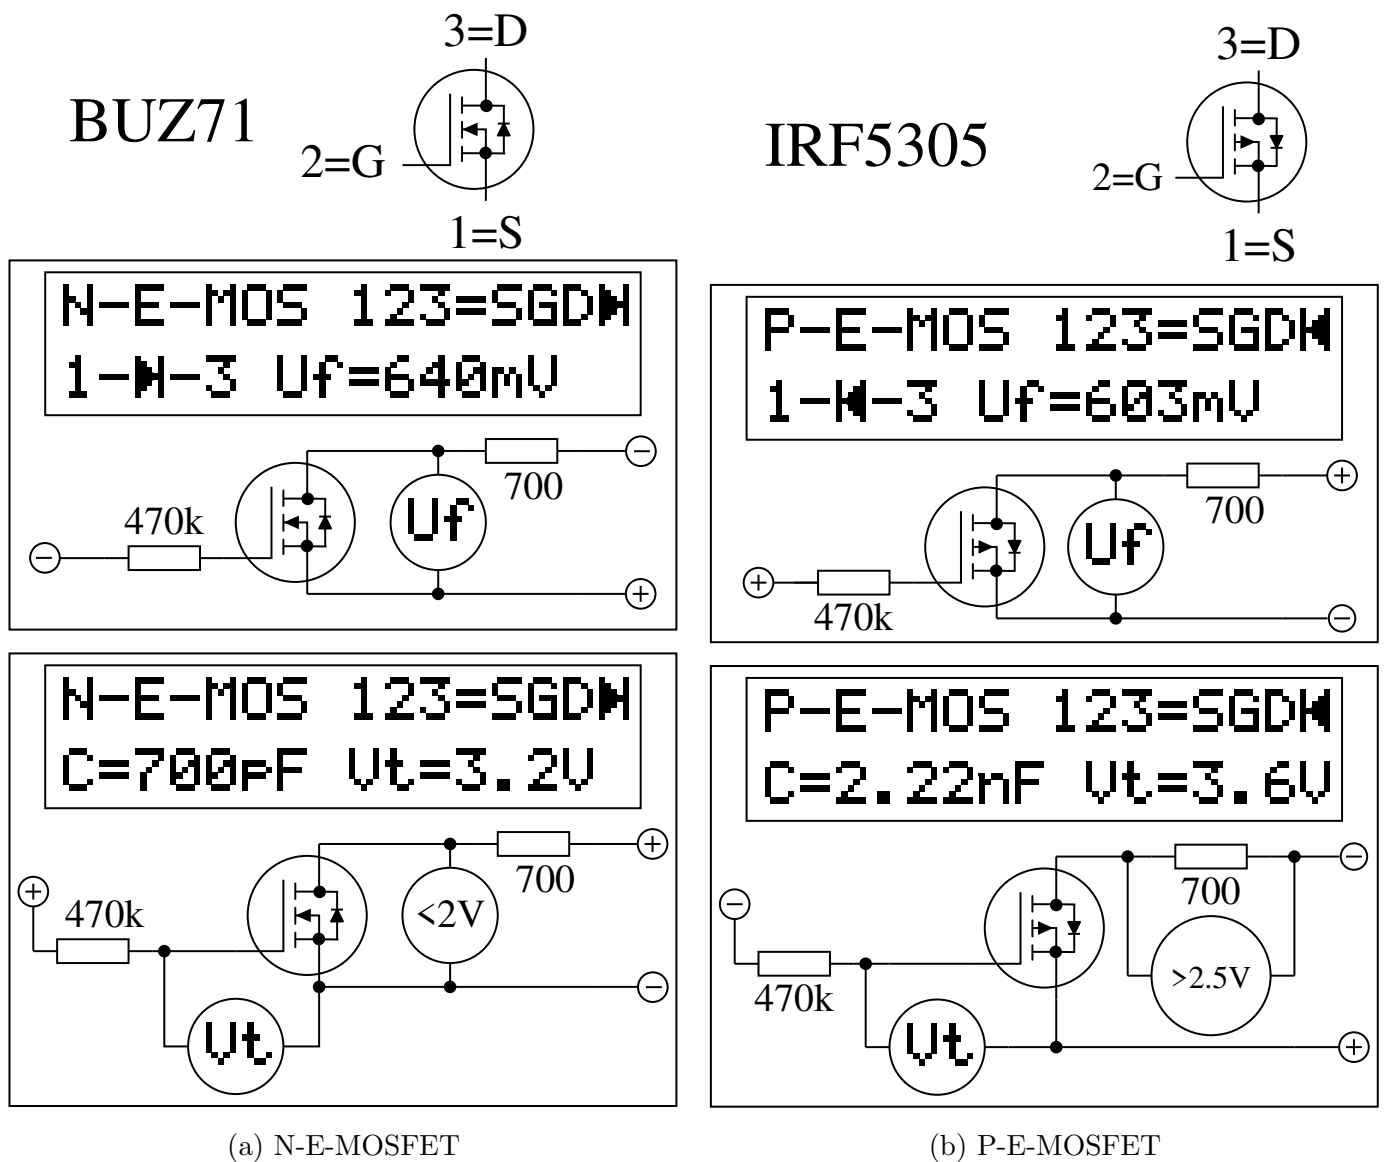 3=D
BUZ71
2=G
1=S
N-E-MOS 123=SGD
1-▶|-3 Uf=640mV
700
470k
Uf
−
−
+
N-E-MOS 123=SGD
C=700pF Vt=3.2V
+
700
+
470k
<2V
−
Vt
(a) N-E-MOSFET
3=D
IRF5305
2=G
1=S
P-E-MOS 123=SGD
1-|◀-3 Uf=603mV
+
700
Uf
+
470k
−
P-E-MOS 123=SGD
C=2.22nF Vt=3.6V
−
700
−
470k
>2.5V
Vt
+
(b) P-E-MOSFET